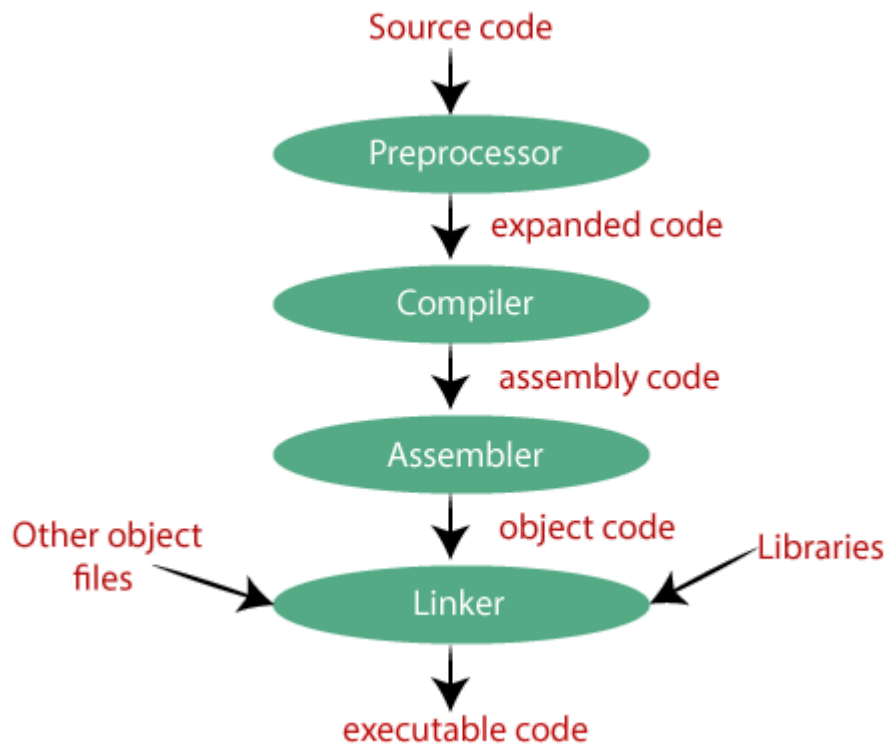 Source code
Preprocessor
expanded code
Compiler
assembly code
Assembler
object code
Other object
files
Libraries
Linker
executable code